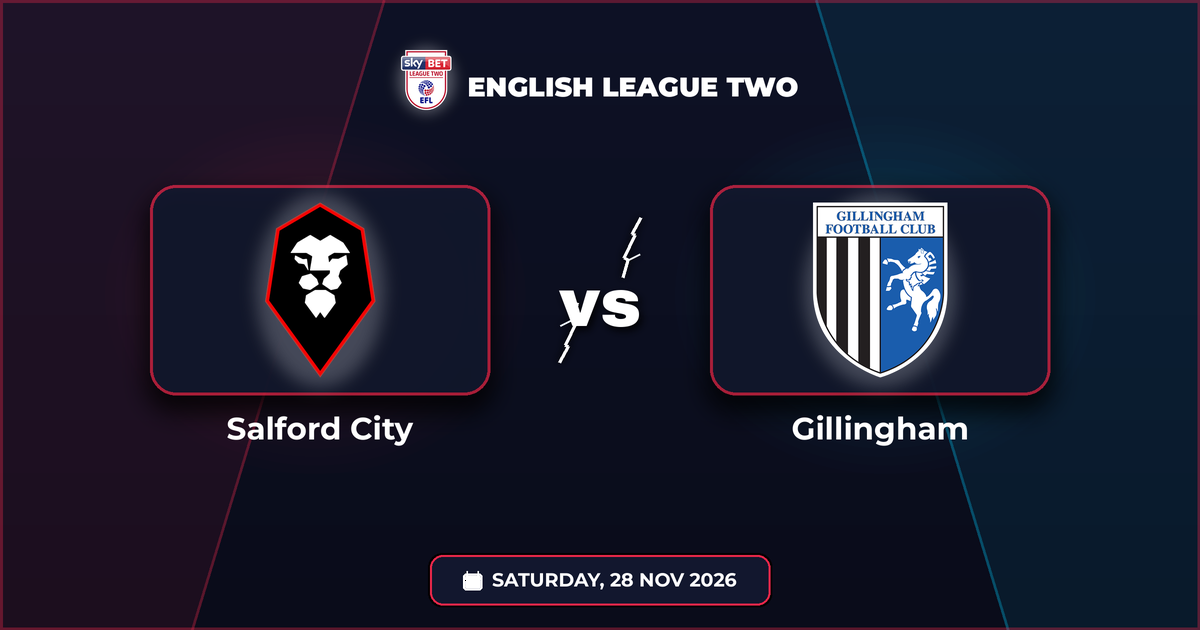 sky BET
LEAGUE TWO
EFL
ENGLISH LEAGUE TWO
GILLINGHAM
FOOTBALL CLUB
VS
Salford City
Gillingham
SATURDAY, 28 NOV 2026